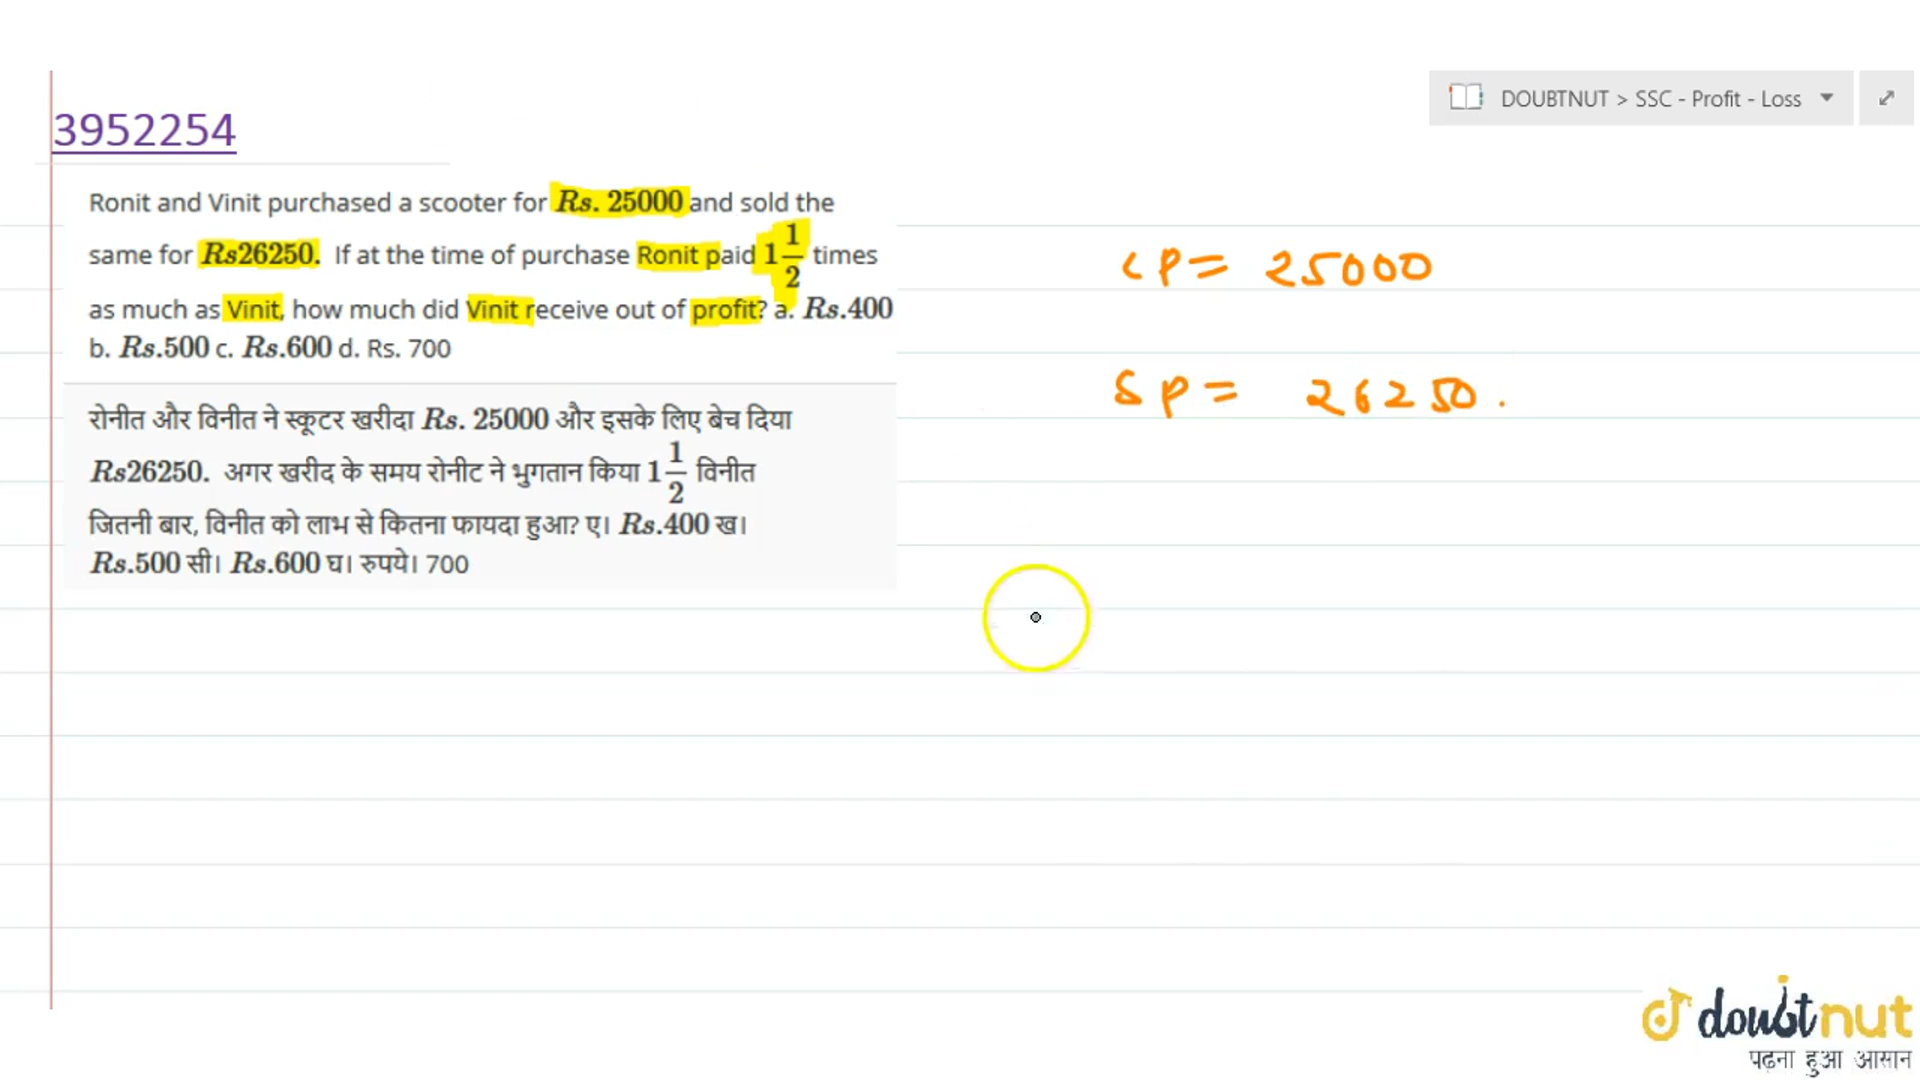 DOUBTNUT > SSC - Profit - Loss
3952254
Ronit and Vinit purchased a scooter for Rs. 25000 and sold the
same for Rs26250. If at the time of purchase Ronit paid 1 1/2 times
as much as Vinit, how much did Vinit receive out of profit? a. Rs.400
b. Rs.500 c. Rs.600 d. Rs. 700
रोनीत और विनीत ने स्कूटर खरीदा Rs. 25000 और इसके लिए बेच दिया
Rs26250. अगर खरीद के समय रोनीट ने भुगतान किया 1 1/2 विनीत
जितनी बार, विनीत को लाभ से कितना फायदा हुआ? ए। Rs.400 ख।
Rs.500 सी। Rs.600 घ। रुपये। 700
CP = 25000
SP = 26250.
doubtnut
पढ़ना हुआ आसान